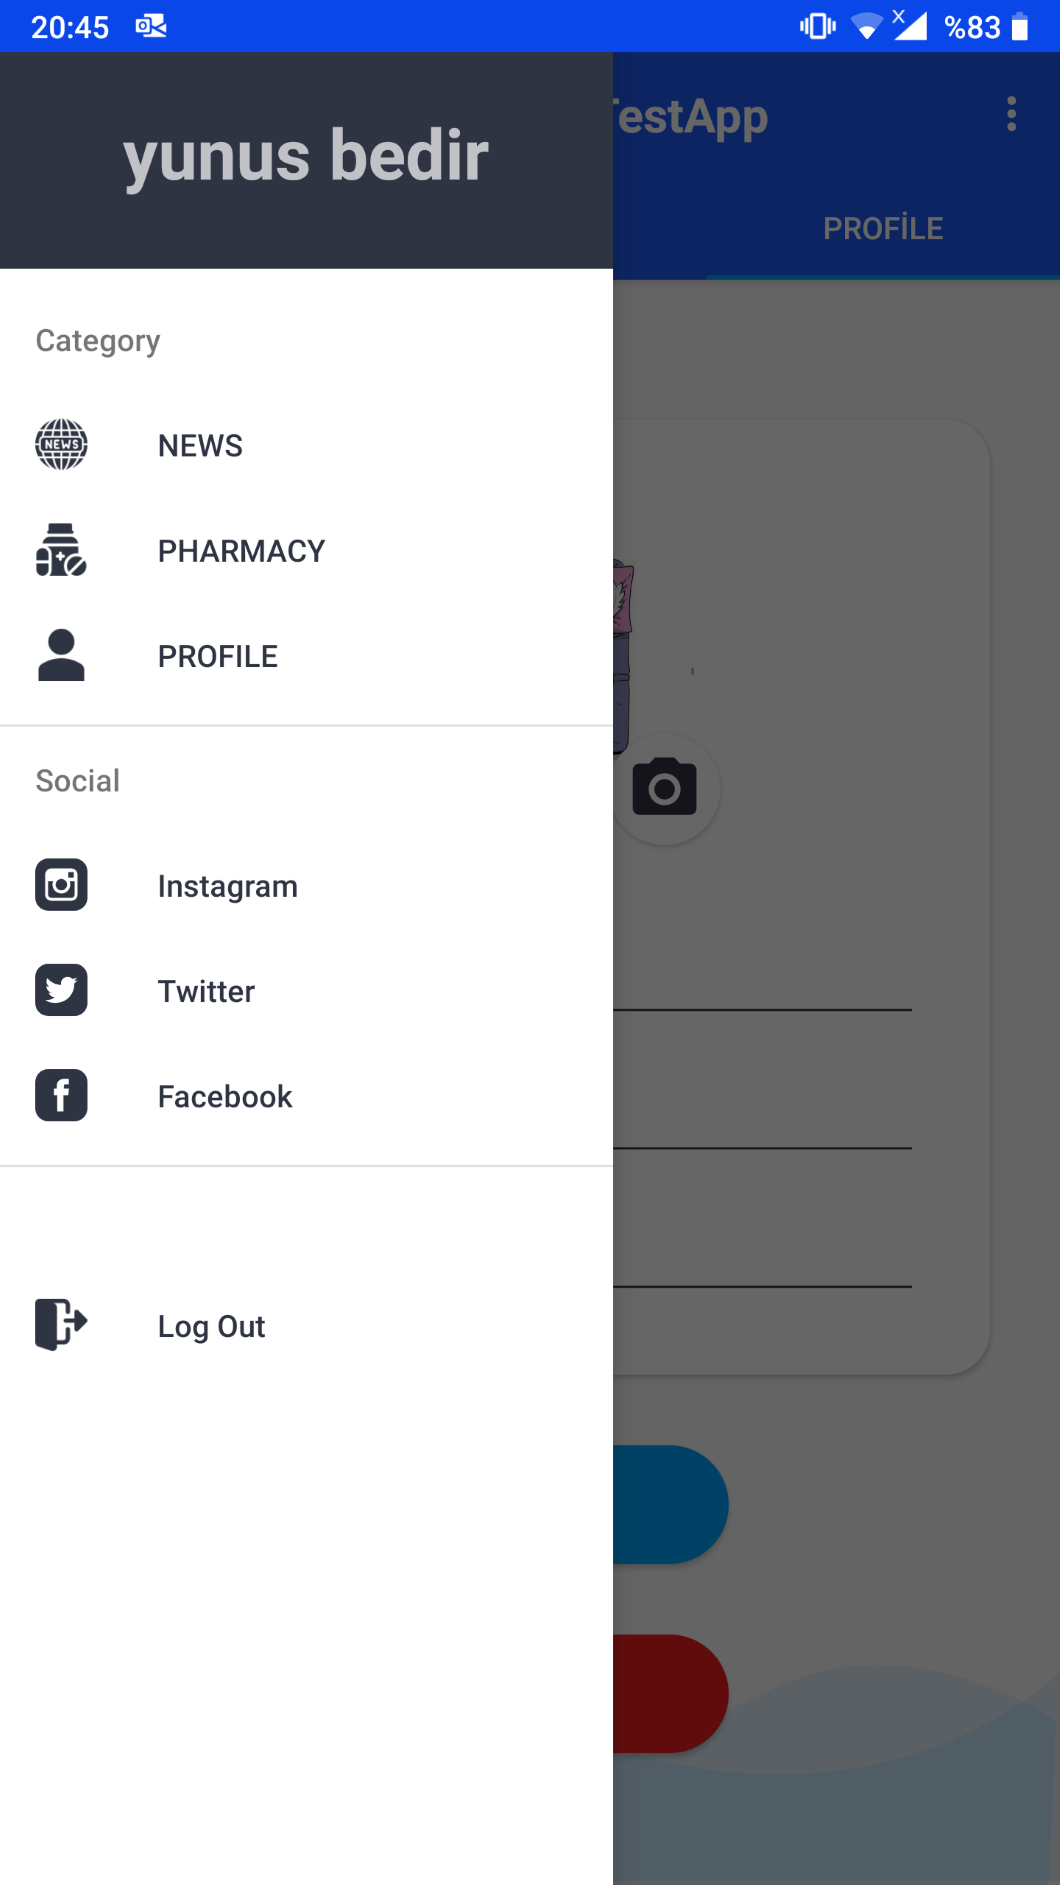 20:45 %83
yunus bedir
estApp
PROFİLE
Category
NEWS
NEWS
PHARMACY
PROFILE
Social
Instagram
Twitter
Facebook
Log Out